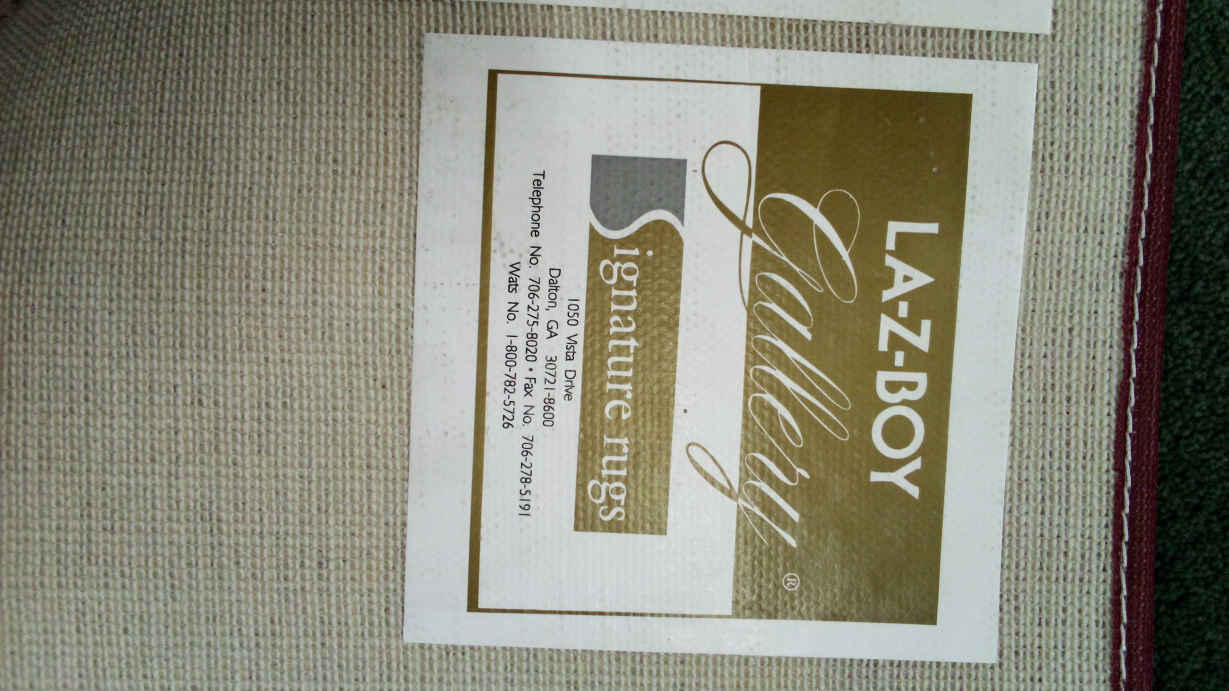 LA-Z-BOY
Gallery®
Signature rugs
1050 Vista Drive
Dalton, GA 30721-8600
Telephone No. 706-275-8020 • Fax No. 706-278-5191
Wats No. 1-800-782-5726